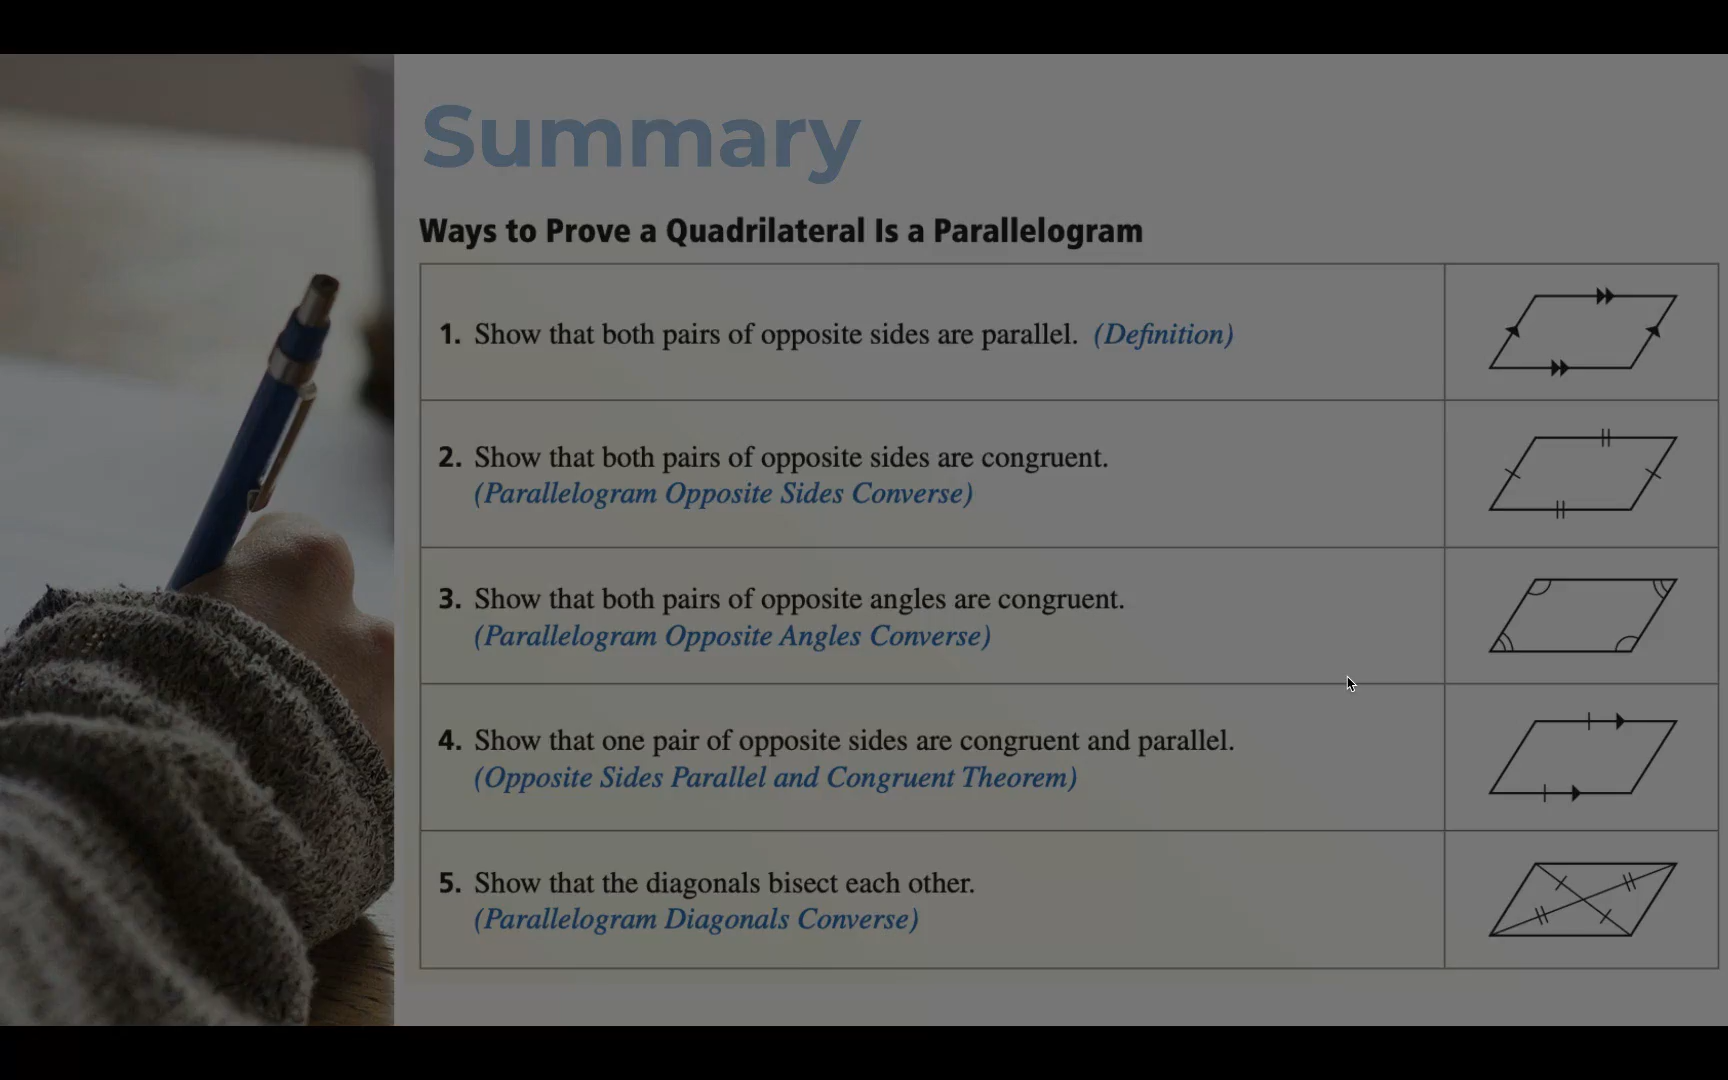 Summary
Ways to Prove a Quadrilateral Is a Parallelogram
1. Show that both pairs of opposite sides are parallel. (Definition)
2. Show that both pairs of opposite sides are congruent.
(Parallelogram Opposite Sides Converse)
3. Show that both pairs of opposite angles are congruent.
(Parallelogram Opposite Angles Converse)
4. Show that one pair of opposite sides are congruent and parallel.
(Opposite Sides Parallel and Congruent Theorem)
5. Show that the diagonals bisect each other.
(Parallelogram Diagonals Converse)